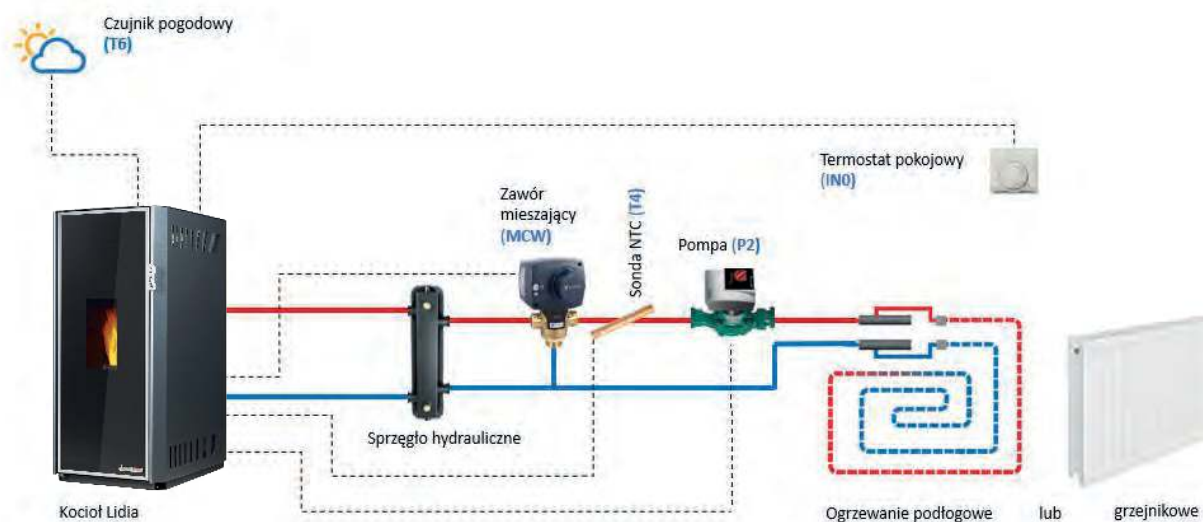 Czujnik pogodowy
(T6)
Termostat pokojowy
(IN0)
Zawór
mieszający
(MCW)
Sonda NTC (T4)
Pompa (P2)
Sprzęgło hydrauliczne
Kocioł Lidia
Ogrzewanie podłogowe lub grzejnikowe